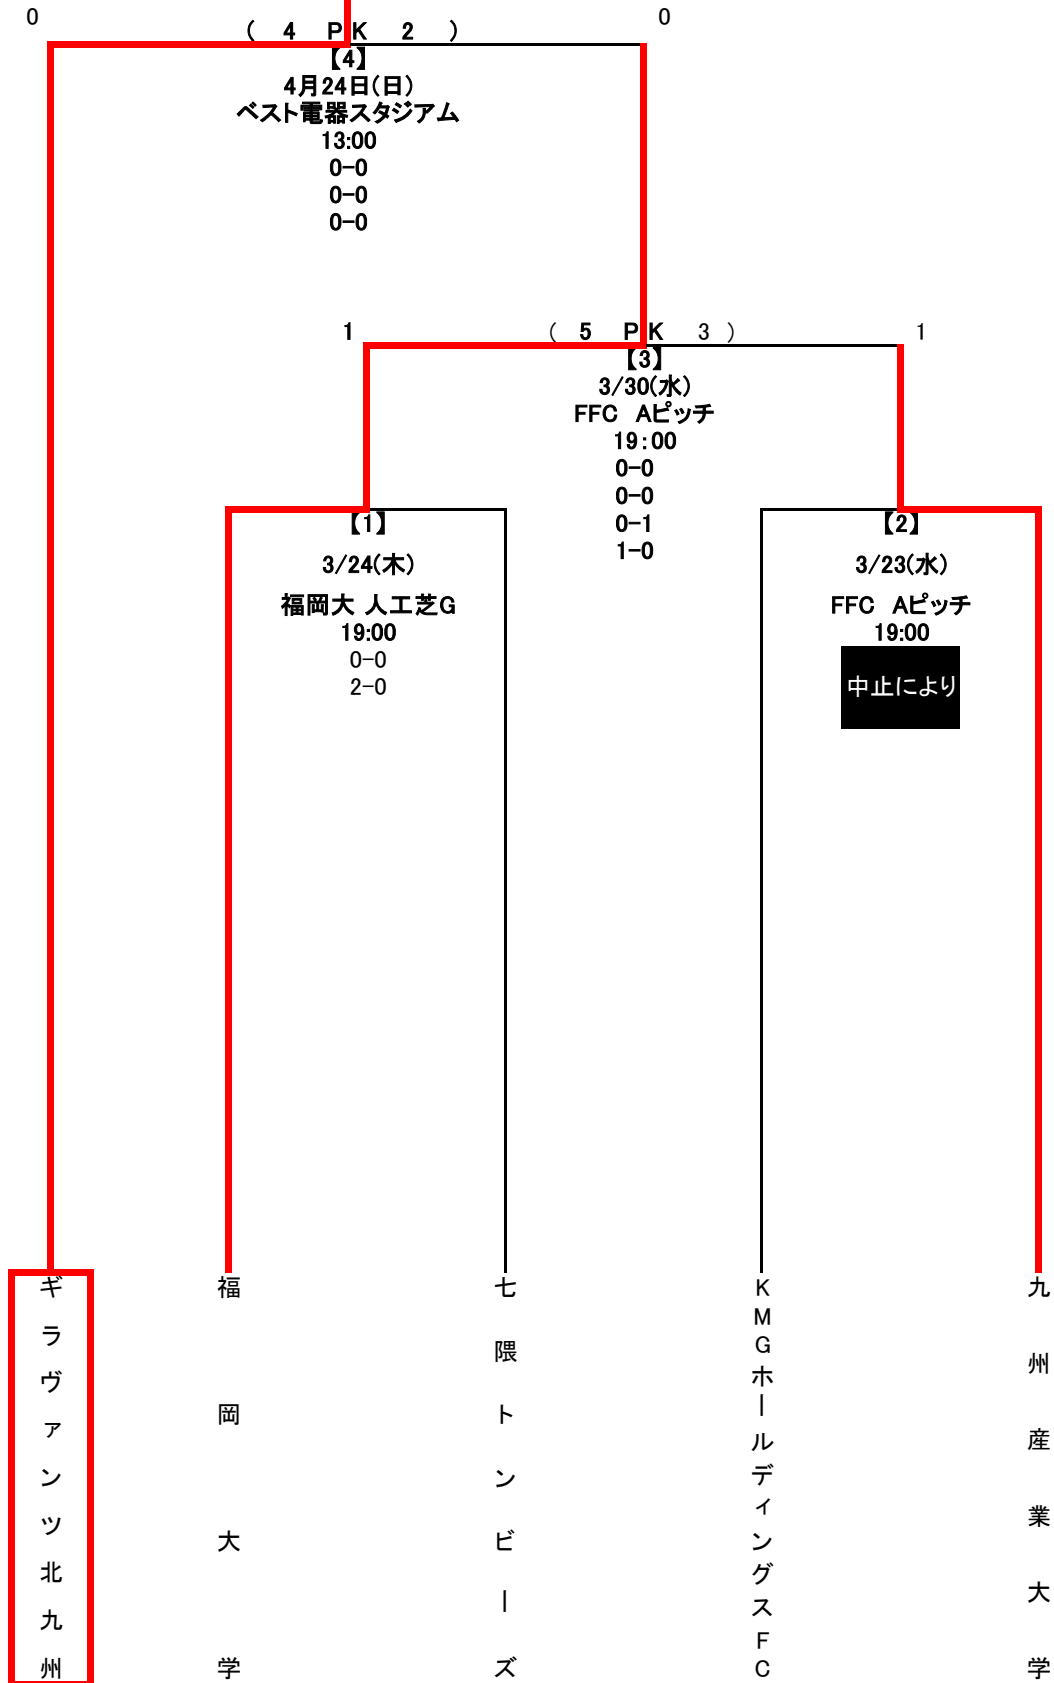 0
0
( 4 PK 2 )
【4】
4月24日(日)
ベスト電器スタジアム
13:00
0-0
0-0
0-0
1
( 5 PK 3 )
1
【3】
3/30(水)
FFC Aピッチ
19:00
0-0
0-0
0-1
1-0
【1】
3/24(木)
福岡大 人工芝G
19:00
0-0
2-0
【2】
3/23(水)
FFC Aピッチ
19:00
中止により
ギラヴァンツ北九州
福岡大学
七隈トンビーズ
KMGホールディングスFC
九州産業大学